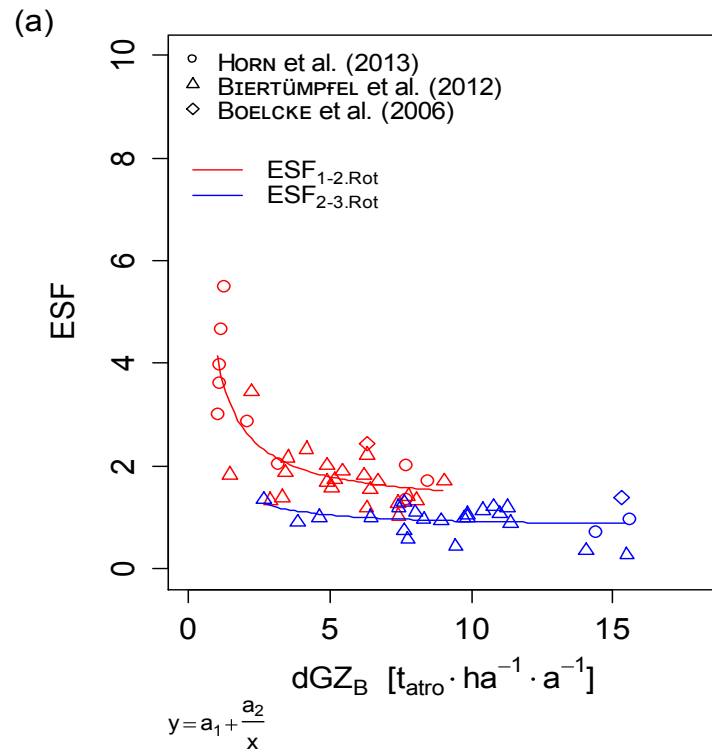 (a)
10
8
6
4
2
0
ESF
○ HORN et al. (2013)
△ BIERTÜMPFEL et al. (2012)
◇ BOELCKE et al. (2006)
ESF1-2.Rot
ESF2-3.Rot
0 5 10 15
dGZB [tatro · ha⁻¹ · a⁻¹]
y = a1 + a2/x